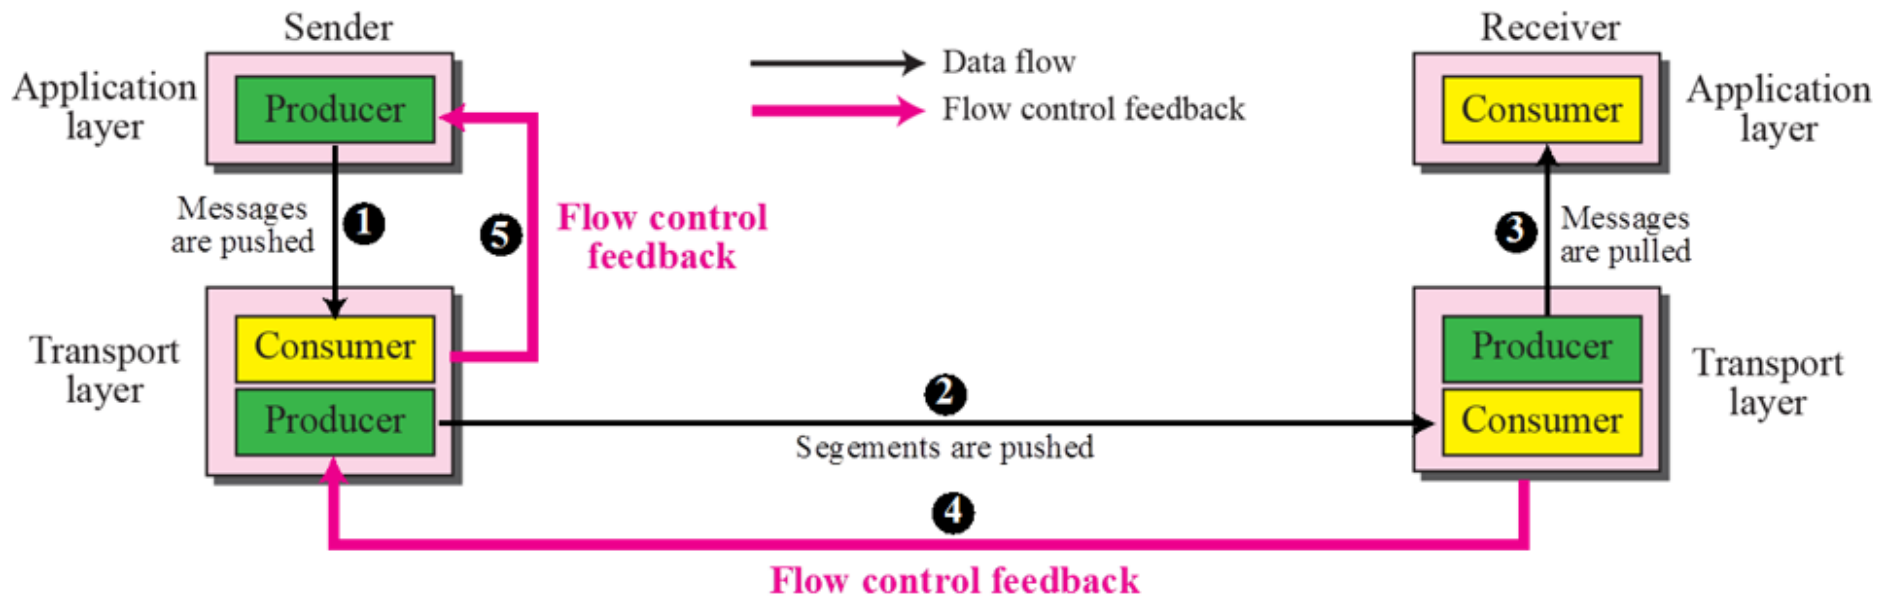 Sender
Receiver
Application
layer
Producer
Data flow
Flow control feedback
Consumer
Application
layer
Messages
are pushed
1
5
Flow control
feedback
3
Messages
are pulled
Transport
layer
Consumer
Producer
2
Segements are pushed
Producer
Consumer
Transport
layer
4
Flow control feedback